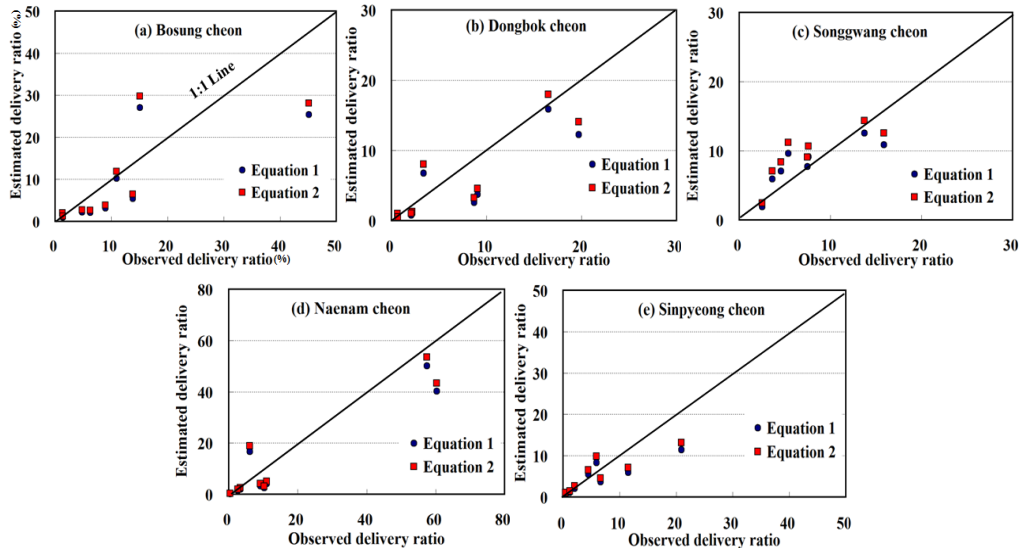 (a) Bosung cheon
Estimated delivery ratio(%)
50
40
30
20
10
0
1:1 Line
Equation 1
Equation 2
0 10 20 30 40 50
Observed delivery ratio(%)
(b) Dongbok cheon
Estimated delivery ratio
30
20
10
0
Equation 1
Equation 2
0 10 20 30
Observed delivery ratio
(c) Songgwang cheon
Estimated delivery ratio
30
20
10
0
Equation 1
Equation 2
0 10 20 30
Observed delivery ratio
(d) Naenam cheon
Estimated delivery ratio
80
60
40
20
0
Equation 1
Equation 2
0 20 40 60 80
Observed delivery ratio
(e) Sinpyeong cheon
Estimated delivery ratio
50
40
30
20
10
0
Equation 1
Equation 2
0 10 20 30 40 50
Observed delivery ratio